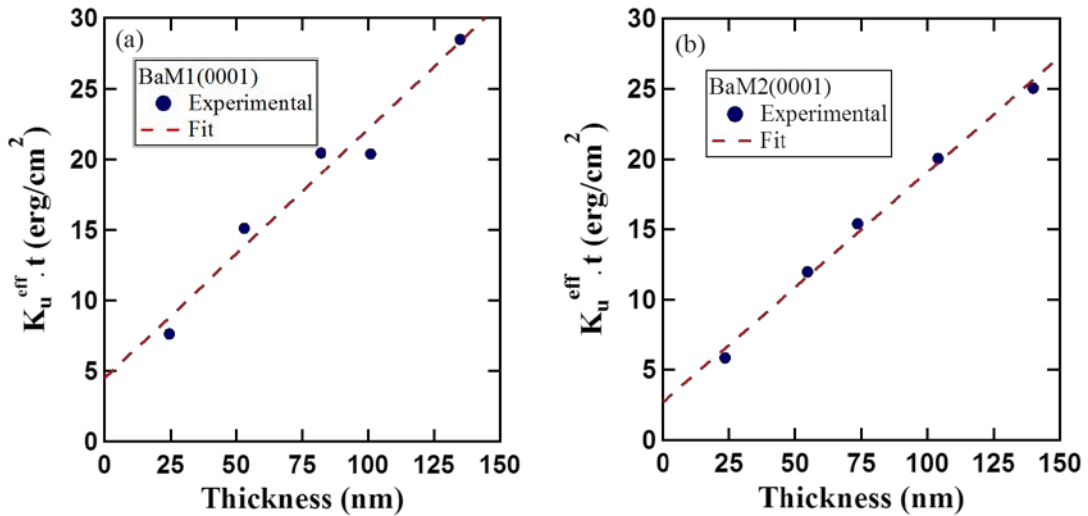 (a)
BaM1(0001)
Experimental
Fit
30
25
20
15
10
5
0
0 25 50 75 100 125 150
Thickness (nm)
K_u^eff . t (erg/cm^2)
(b)
BaM2(0001)
Experimental
Fit
30
25
20
15
10
5
0
0 25 50 75 100 125 150
Thickness (nm)
K_u^eff . t (erg/cm^2)